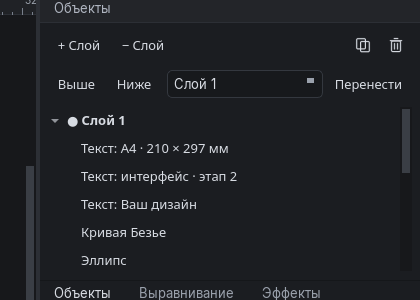 Объекты
+ Слой − Слой
Выше Ниже Слой 1 Перенести
Слой 1
Текст: A4 · 210 × 297 мм
Текст: интерфейс · этап 2
Текст: Ваш дизайн
Кривая Безье
Эллипс
Объекты Выравнивание Эффекты